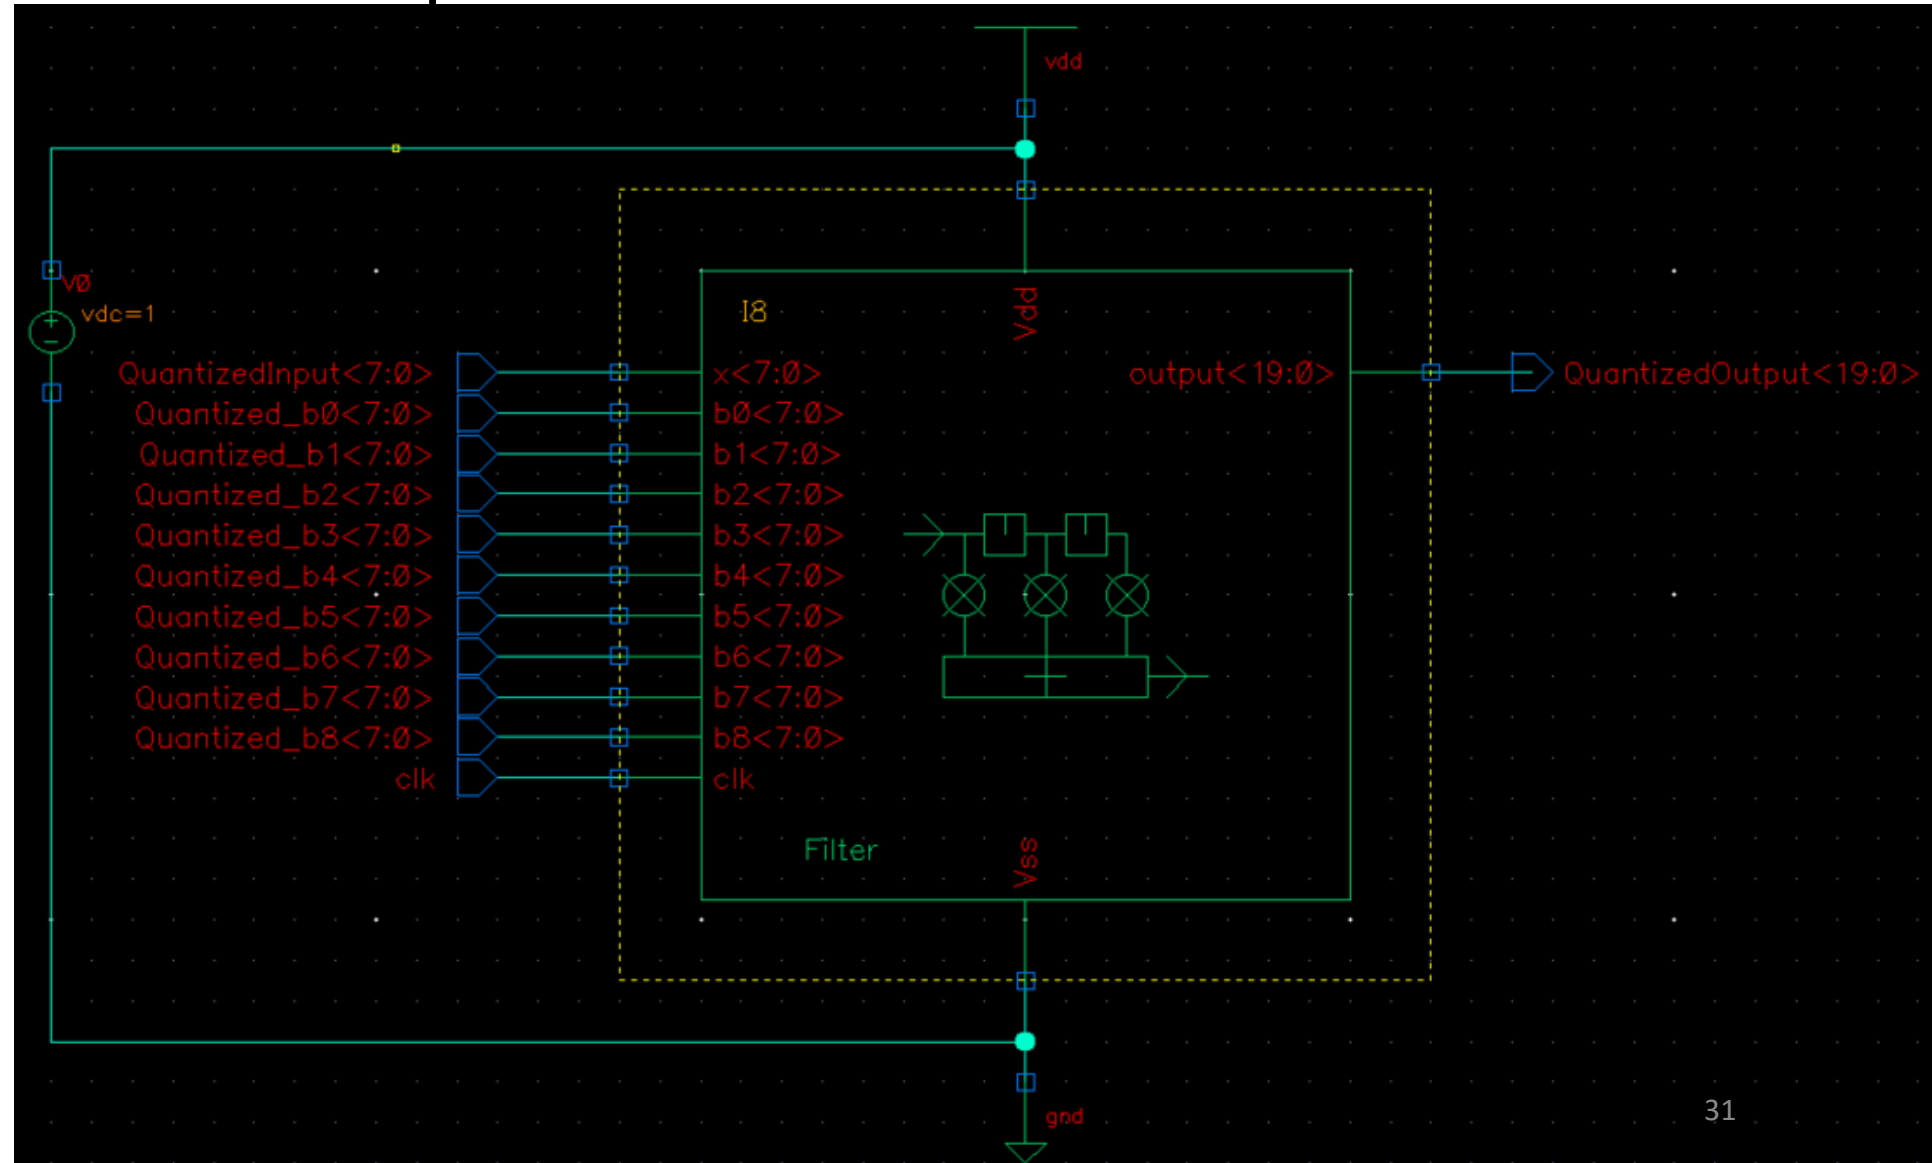 vdd
V0
vdc=1
I8
Vdd
QuantizedInput<7:0>
x<7:0>
output<19:0>
QuantizedOutput<19:0>
Quantized_b0<7:0>
b0<7:0>
Quantized_b1<7:0>
b1<7:0>
Quantized_b2<7:0>
b2<7:0>
Quantized_b3<7:0>
b3<7:0>
Quantized_b4<7:0>
b4<7:0>
Quantized_b5<7:0>
b5<7:0>
Quantized_b6<7:0>
b6<7:0>
Quantized_b7<7:0>
b7<7:0>
Quantized_b8<7:0>
b8<7:0>
clk
clk
Filter
Vss
gnd
31